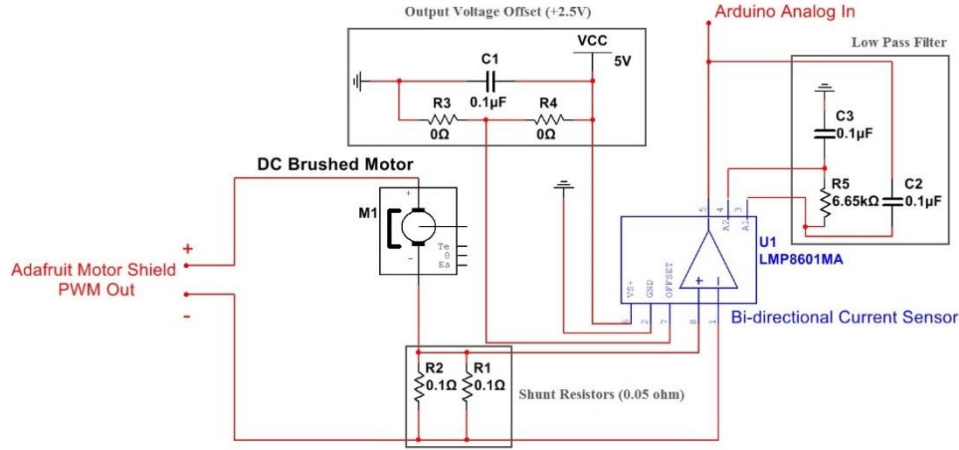 Output Voltage Offset (+2.5V)
Arduino Analog In
VCC
5V
C1
0.1µF
R3
0Ω
R4
0Ω
Low Pass Filter
C3
0.1µF
R5
6.65kΩ
C2
0.1µF
DC Brushed Motor
M1
+
-
Te
Ea
+
Adafruit Motor Shield
PWM Out
-
5
4
3
A2
A1
U1
LMP8601MA
+
−
VS+
GND
OFFSET
6
2
7
8
1
Bi-directional Current Sensor
R2
0.1Ω
R1
0.1Ω
Shunt Resistors (0.05 ohm)